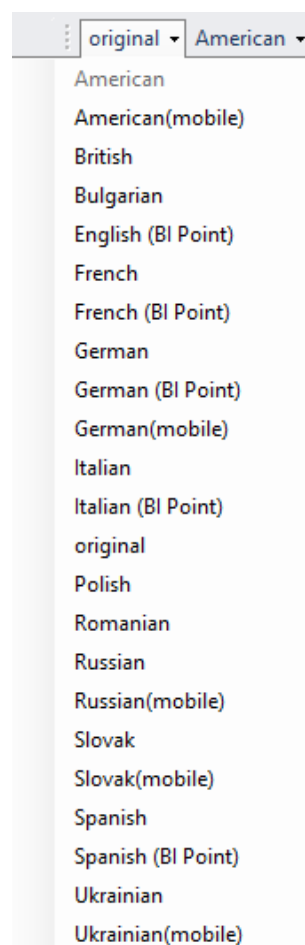 original American
American
American(mobile)
British
Bulgarian
English (BI Point)
French
French (BI Point)
German
German (BI Point)
German(mobile)
Italian
Italian (BI Point)
original
Polish
Romanian
Russian
Russian(mobile)
Slovak
Slovak(mobile)
Spanish
Spanish (BI Point)
Ukrainian
Ukrainian(mobile)